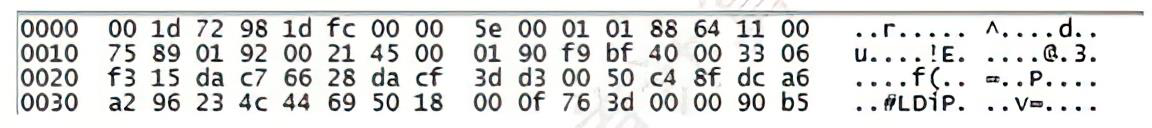 0000 00 1d 72 98 1d fc 00 00 5e 00 01 01 88 64 11 00 ..r..... ^....d..
0010 75 89 01 92 00 21 45 00 01 90 f9 bf 40 00 33 06 u....!E. ....@.3.
0020 f3 15 da c7 66 28 da cf 3d d3 00 50 c4 8f dc a6 ....f(.. =..P....
0030 a2 96 23 4c 44 69 50 18 00 0f 76 3d 00 00 90 b5 ..#LDiP. ..v=....